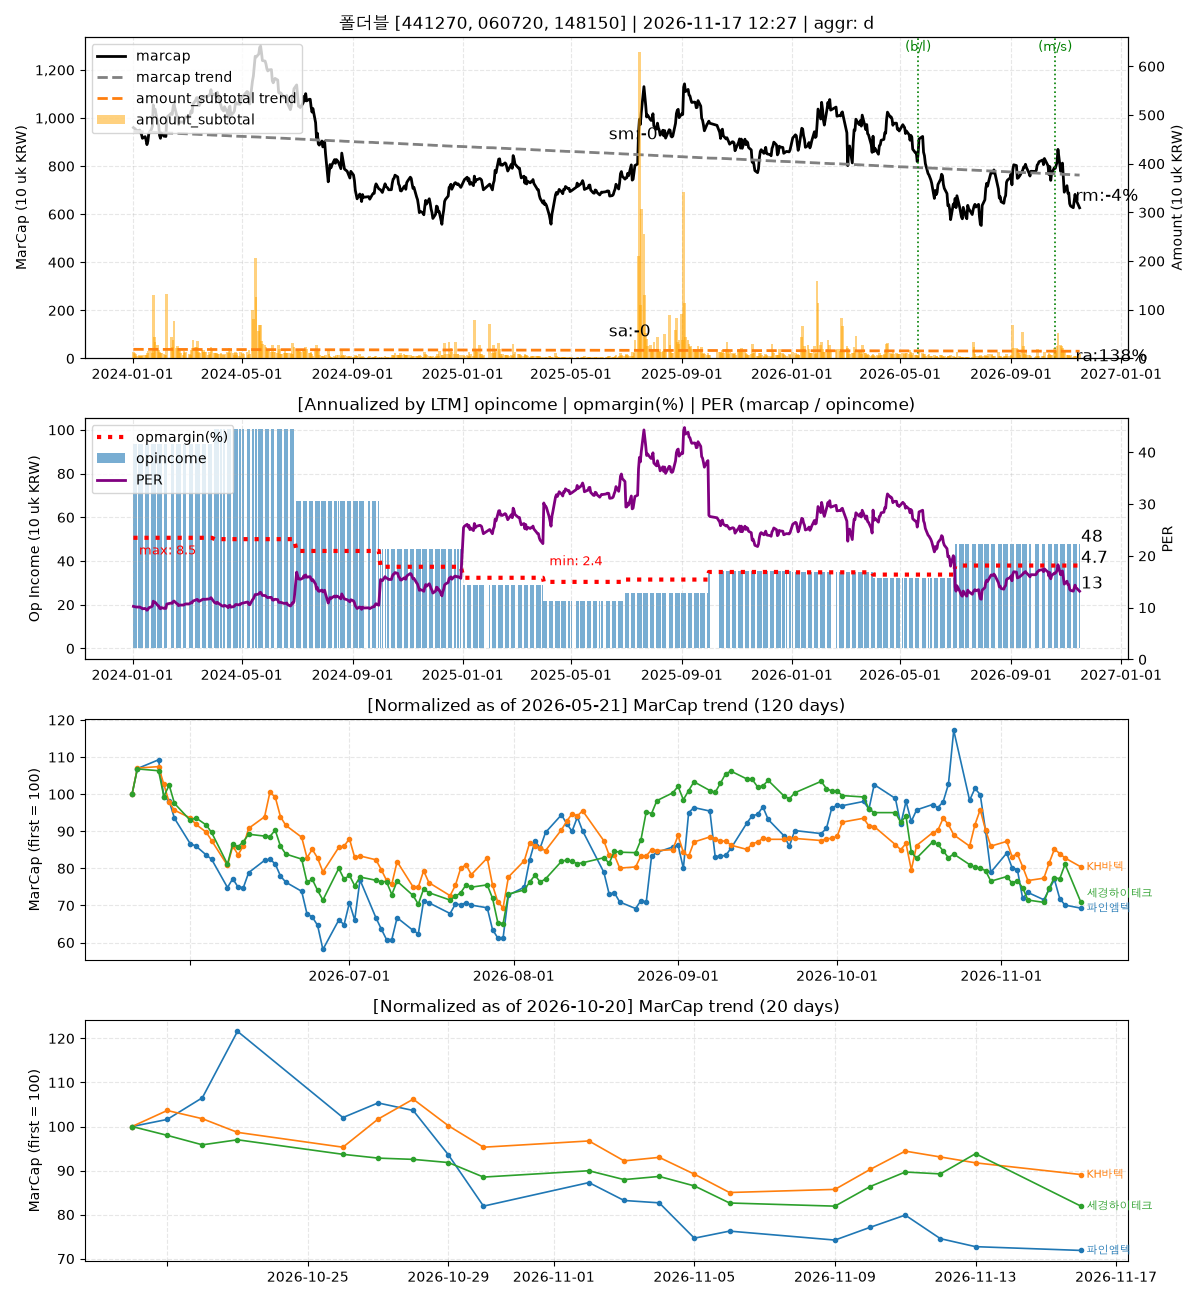 폴더블 [441270, 060720, 148150] | 2026-11-17 12:27 | aggr: d
(b/l)
(m/s)
marcap
marcap trend
amount_subtotal trend
amount_subtotal
MarCap (10 uk KRW)
Amount (10 uk KRW)
1,200
1,000
800
600
400
200
0
600
500
400
300
200
100
0
sm:-0
rm:-4%
sa:-0
ra:138%
2024-01-01
2024-05-01
2024-09-01
2025-01-01
2025-05-01
2025-09-01
2026-01-01
2026-05-01
2026-09-01
2027-01-01
[Annualized by LTM] opincome | opmargin(%) | PER (marcap / opincome)
opmargin(%)
opincome
PER
Op Income (10 uk KRW)
PER
100
80
60
40
20
0
40
30
20
10
0
max: 8.5
min: 2.4
48
4.7
13
2024-01-01
2024-05-01
2024-09-01
2025-01-01
2025-05-01
2025-09-01
2026-01-01
2026-05-01
2026-09-01
2027-01-01
[Normalized as of 2026-05-21] MarCap trend (120 days)
MarCap (first = 100)
120
110
100
90
80
70
60
KH바텍
세경하이테크
파인엠텍
2026-07-01
2026-08-01
2026-09-01
2026-10-01
2026-11-01
[Normalized as of 2026-10-20] MarCap trend (20 days)
MarCap (first = 100)
120
110
100
90
80
70
KH바텍
세경하이테크
파인엠텍
2026-10-25
2026-10-29
2026-11-01
2026-11-05
2026-11-09
2026-11-13
2026-11-17